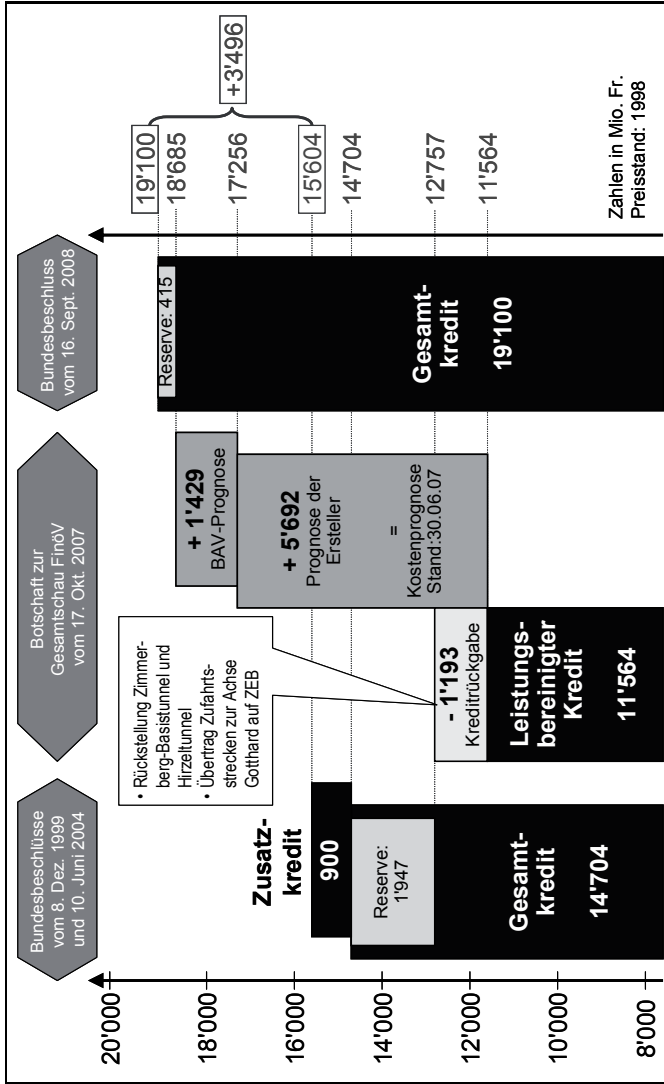 Bundesbeschlüsse
vom 8. Dez. 1999
und 10. Juni 2004
Botschaft zur
Gesamtschau FinöV
vom 17. Okt. 2007
Bundesbeschluss
vom 16. Sept. 2008
20'000
18'000
16'000
14'000
12'000
10'000
8'000
Zusatz-
kredit
900
Reserve:
1'947
Gesamt-
kredit
14'704
• Rückstellung Zimmer-
berg-Basistunnel und
Hirzeltunnel
• Übertrag Zufahrts-
strecken zur Achse
Gotthard auf ZEB
- 1'193
Kreditrückgabe
Leistungs-
bereinigter
Kredit
11'564
+ 1'429
BAV-Prognose
+ 5'692
Prognose der
Ersteller
=
Kostenprognose
Stand:30.06.07
Reserve: 415
Gesamt-
kredit
19'100
19'100
18'685
17'256
15'604
14'704
12'757
11'564
+3'496
Zahlen in Mio. Fr.
Preisstand: 1998